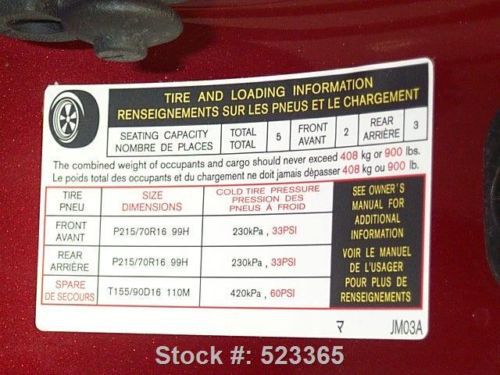 TIRE AND LOADING INFORMATION
RENSEIGNEMENTS SUR LES PNEUS ET LE CHARGEMENT
SEATING CAPACITY TOTAL 5 FRONT 2 REAR 3
NOMBRE DE PLACES TOTAL AVANT ARRIÈRE
The combined weight of occupants and cargo should never exceed 408 kg or 900 lbs.
Le poids total des occupants et du chargement ne doit jamais dépasser 408 kg ou 900 lb.
TIRE SIZE COLD TIRE PRESSURE
PNEU DIMENSIONS PRESSION DES
PNEUS À FROID
FRONT
AVANT P215/70R16 99H 230kPa , 33PSI
REAR
ARRIÈRE P215/70R16 99H 230kPa , 33PSI
SPARE
DE SECOURS T155/90D16 110M 420kPa , 60PSI
SEE OWNER'S
MANUAL FOR
ADDITIONAL
INFORMATION
VOIR LE MANUEL
DE L'USAGER
POUR PLUS DE
RENSEIGNEMENTS
JM03A
Stock #: 523365